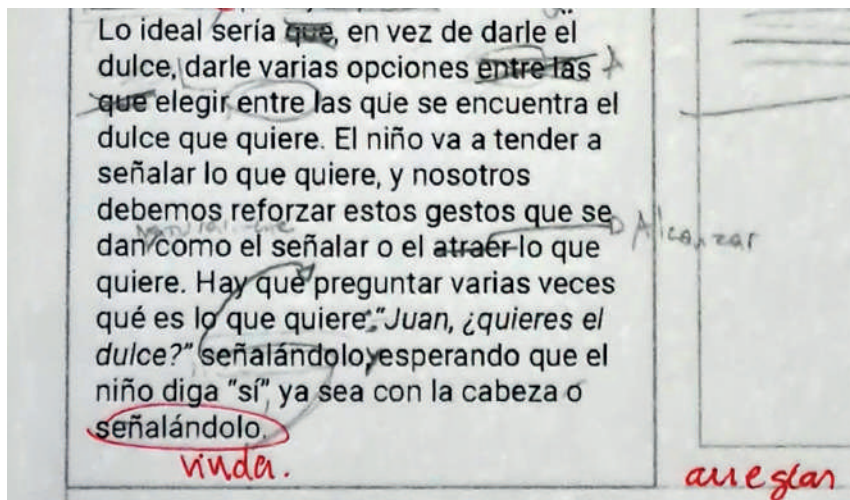 Lo ideal sería que, en vez de darle el
dulce, darle varias opciones entre las
que elegir entre las que se encuentra el
dulce que quiere. El niño va a tender a
señalar lo que quiere, y nosotros
debemos reforzar estos gestos que se
naturalmente
dan como el señalar o el atraer lo que
Alcanzar
quiere. Hay que preguntar varias veces
qué es lo que quiere: "Juan, ¿quieres el
dulce?" señalándolo y esperando que el
niño diga "sí", ya sea con la cabeza o
señalándolo.
viuda.
arreglar